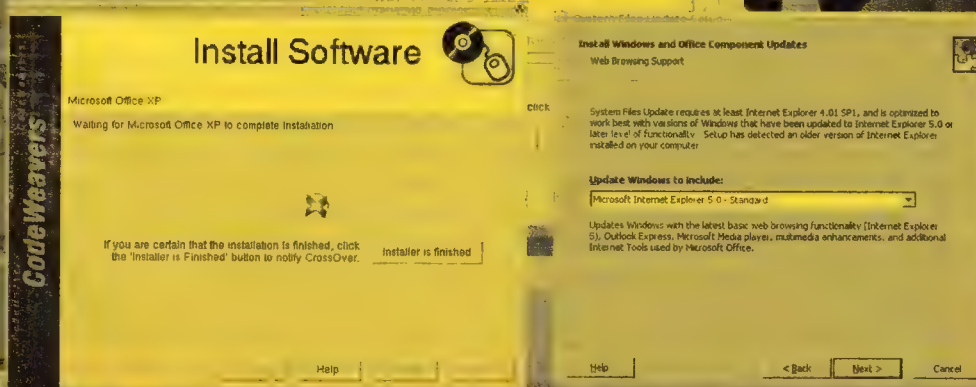 Install Software
Microsoft Office XP
Waiting for Microsoft Office XP to complete Installation
If you are certain that the installation is finished, click
the 'Installer is Finished' button to notify CrossOver.
Installer is finished
Help
CodeWeavers
click
Install Windows and Office Component Updates
Web Browsing Support
System Files Update requires at least Internet Explorer 4.01 SP1, and is optimized to
work best with versions of Windows that have been updated to Internet Explorer 5.0 or
later level of functionality Setup has detected an older version of Internet Explorer
installed on your computer
Update Windows to include:
Microsoft Internet Explorer 5.0 - Standard
Updates Windows with the latest basic web browsing functionality (Internet Explorer
5), Outlook Express, Microsoft Media player, multimedia enhancements, and additional
Internet Tools used by Microsoft Office.
Help
< Back
Next >
Cancel